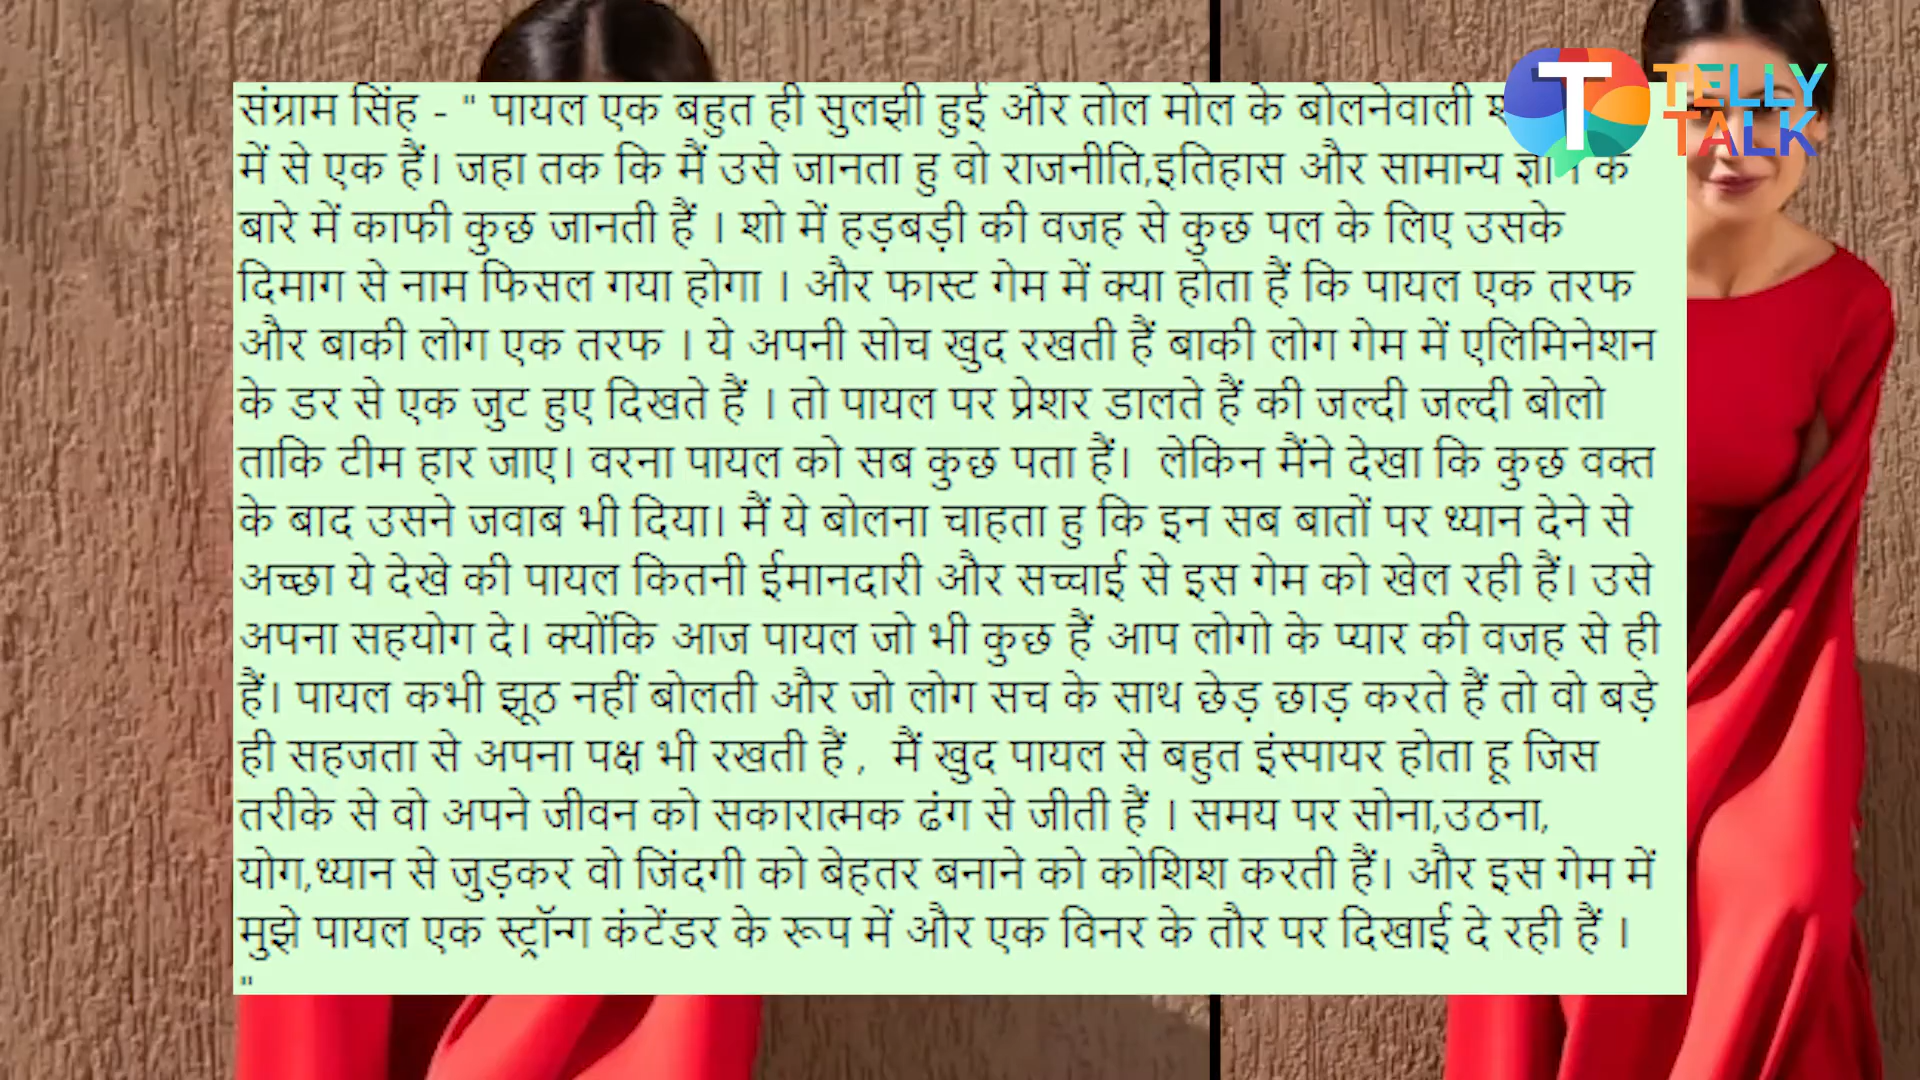 संग्राम सिंह - " पायल एक बहुत ही सुलझी हुई और तोल मोल के बोलनेवाली
में से एक हैं। जहा तक कि मैं उसे जानता हु वो राजनीति,इतिहास और सामान्य ज्ञान के
बारे में काफी कुछ जानती हैं । शो में हड़बड़ी की वजह से कुछ पल के लिए उसके
दिमाग से नाम फिसल गया होगा । और फास्ट गेम में क्या होता हैं कि पायल एक तरफ
और बाकी लोग एक तरफ । ये अपनी सोच खुद रखती हैं बाकी लोग गेम में एलिमिनेशन
के डर से एक जुट हुए दिखते हैं । तो पायल पर प्रेशर डालते हैं की जल्दी जल्दी बोलो
ताकि टीम हार जाए। वरना पायल को सब कुछ पता हैं। लेकिन मैंने देखा कि कुछ वक्त
के बाद उसने जवाब भी दिया। मैं ये बोलना चाहता हु कि इन सब बातों पर ध्यान देने से
अच्छा ये देखे की पायल कितनी ईमानदारी और सच्चाई से इस गेम को खेल रही हैं। उसे
अपना सहयोग दे। क्योंकि आज पायल जो भी कुछ हैं आप लोगो के प्यार की वजह से ही
हैं। पायल कभी झूठ नहीं बोलती और जो लोग सच के साथ छेड़ छाड़ करते हैं तो वो बड़े
ही सहजता से अपना पक्ष भी रखती हैं , मैं खुद पायल से बहुत इंस्पायर होता हू जिस
तरीके से वो अपने जीवन को सकारात्मक ढंग से जीती हैं । समय पर सोना,उठना,
योग,ध्यान से जुड़कर वो जिंदगी को बेहतर बनाने को कोशिश करती हैं। और इस गेम में
मुझे पायल एक स्ट्रॉन्ग कंटेंडर के रूप में और एक विनर के तौर पर दिखाई दे रही हैं ।
"
T TELLY
TALK